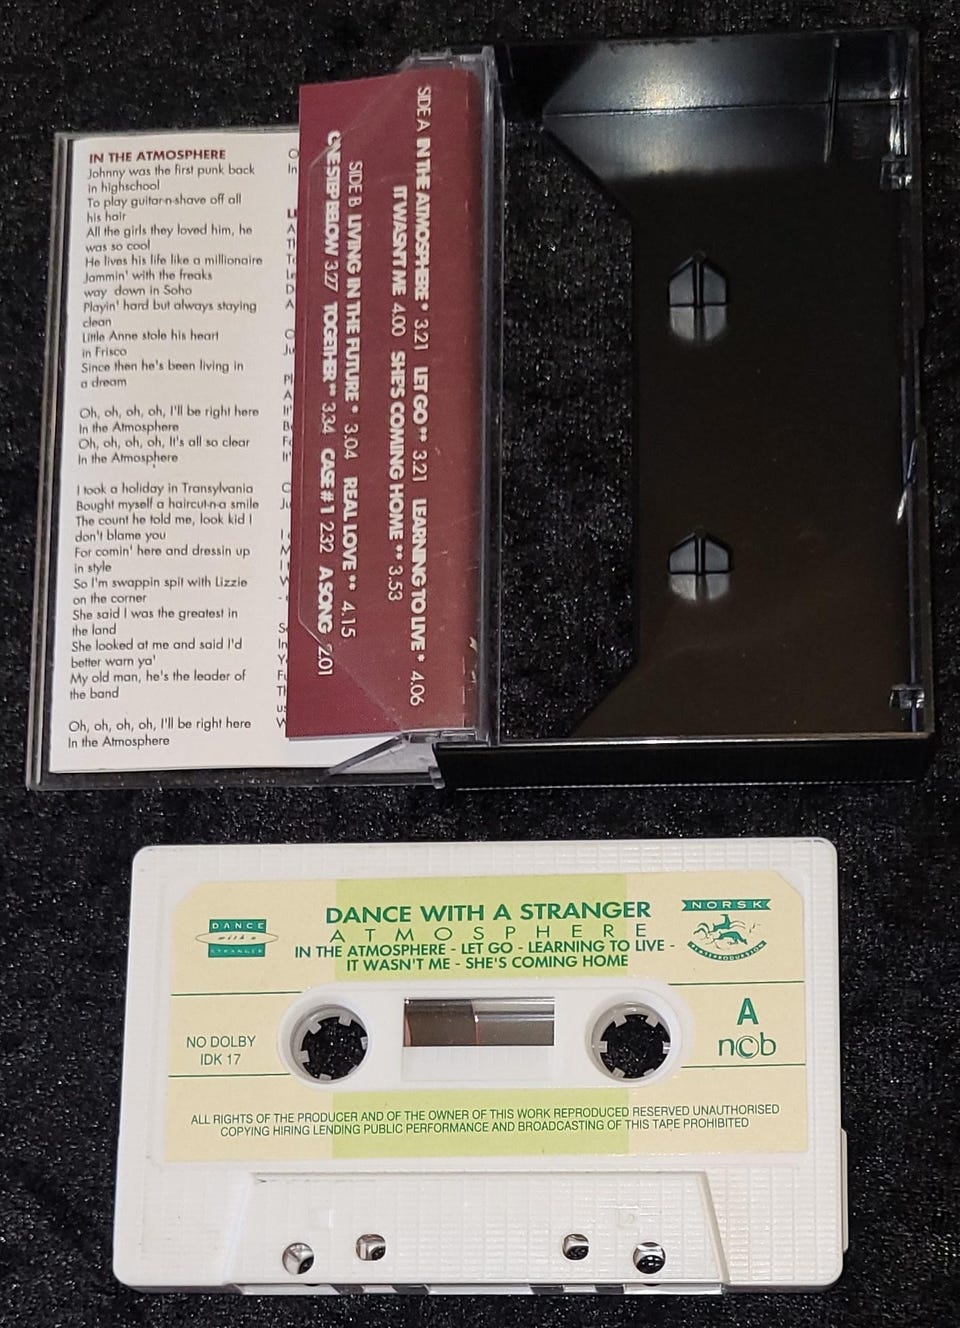 IN THE ATMOSPHERE
Johnny was the first punk back
in highschool
To play guitar-n-shave off all
his hair
All the girls they loved him, he
was so cool
He lives his life like a millionaire
Jammin' with the freaks
way down in Soho
Playin' hard but always staying
clean
Little Anne stole his heart
in Frisco
Since then he's been living in
a dream
Oh, oh, oh, oh, I'll be right here
In the Atmosphere
Oh, oh, oh, oh, It's all so clear
In the Atmosphere
I took a holiday in Transylvania
Bought myself a haircut-n-a smile
The count he told me, look kid I
don't blame you
For comin' here and dressin up
in style
So I'm swappin spit with Lizzie
on the corner
She said I was the greatest in
the land
She looked at me and said I'd
better warn ya'
My old man, he's the leader of
the band
Oh, oh, oh, oh, I'll be right here
In the Atmosphere
SIDE A IN THE ATMOSPHERE * 3.21 LET GO ** 3.21 LEARNING TO LIVE * 4.06
IT WASN'T ME 4.00 SHE'S COMING HOME ** 3.53
SIDE B LIVING IN THE FUTURE * 3.04 REAL LOVE ** 4.15
ONE STEP BELOW 3.27 TOGETHER ** 3.34 CASE # 1 2.32 A SONG 2.01
DANCE
with a
STRANGER
DANCE WITH A STRANGER
ATMOSPHERE
IN THE ATMOSPHERE - LET GO - LEARNING TO LIVE -
IT WASN'T ME - SHE'S COMING HOME
NORSK
PLATEPRODUKSJON
NO DOLBY
IDK 17
A
ncb
ALL RIGHTS OF THE PRODUCER AND OF THE OWNER OF THIS WORK REPRODUCED RESERVED UNAUTHORISED
COPYING HIRING LENDING PUBLIC PERFORMANCE AND BROADCASTING OF THIS TAPE PROHIBITED